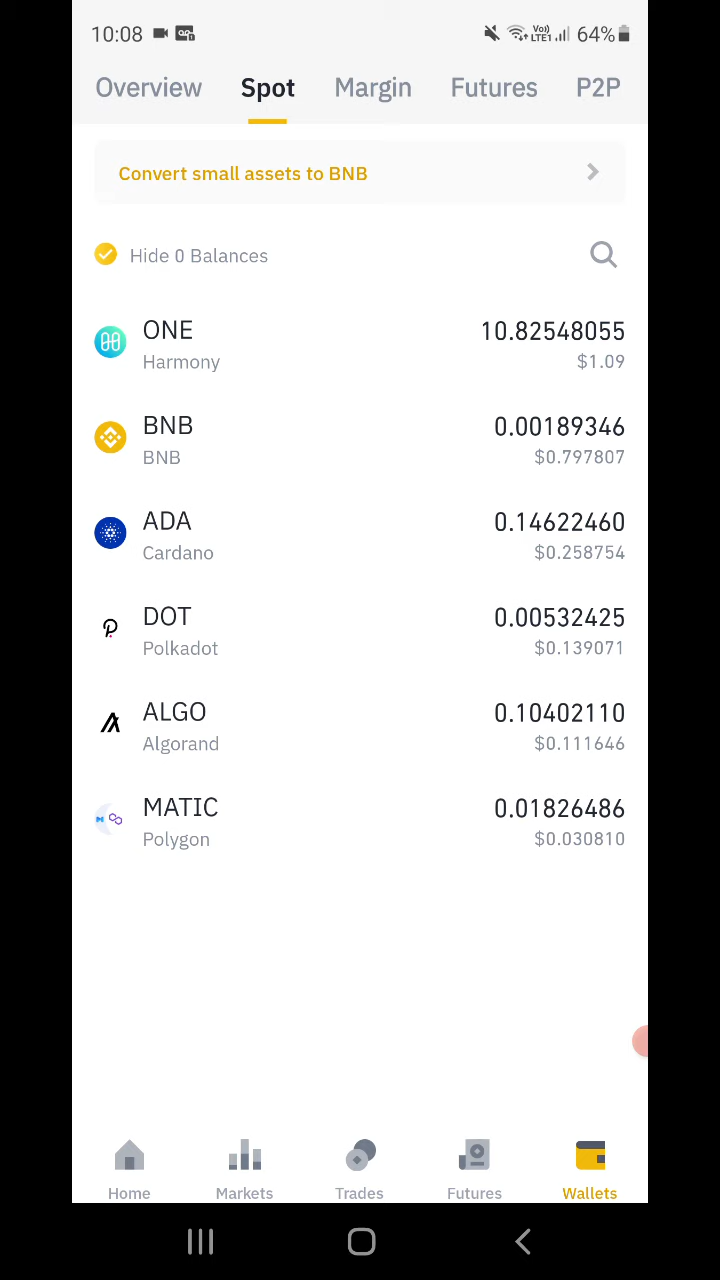 10:08 Vo)) LTE1 64%
Overview Spot Margin Futures P2P
Convert small assets to BNB
Hide 0 Balances
ONE 10.82548055
Harmony $1.09
BNB 0.00189346
BNB $0.797807
ADA 0.14622460
Cardano $0.258754
DOT 0.00532425
Polkadot $0.139071
ALGO 0.10402110
Algorand $0.111646
MATIC 0.01826486
Polygon $0.030810
Home Markets Trades Futures Wallets